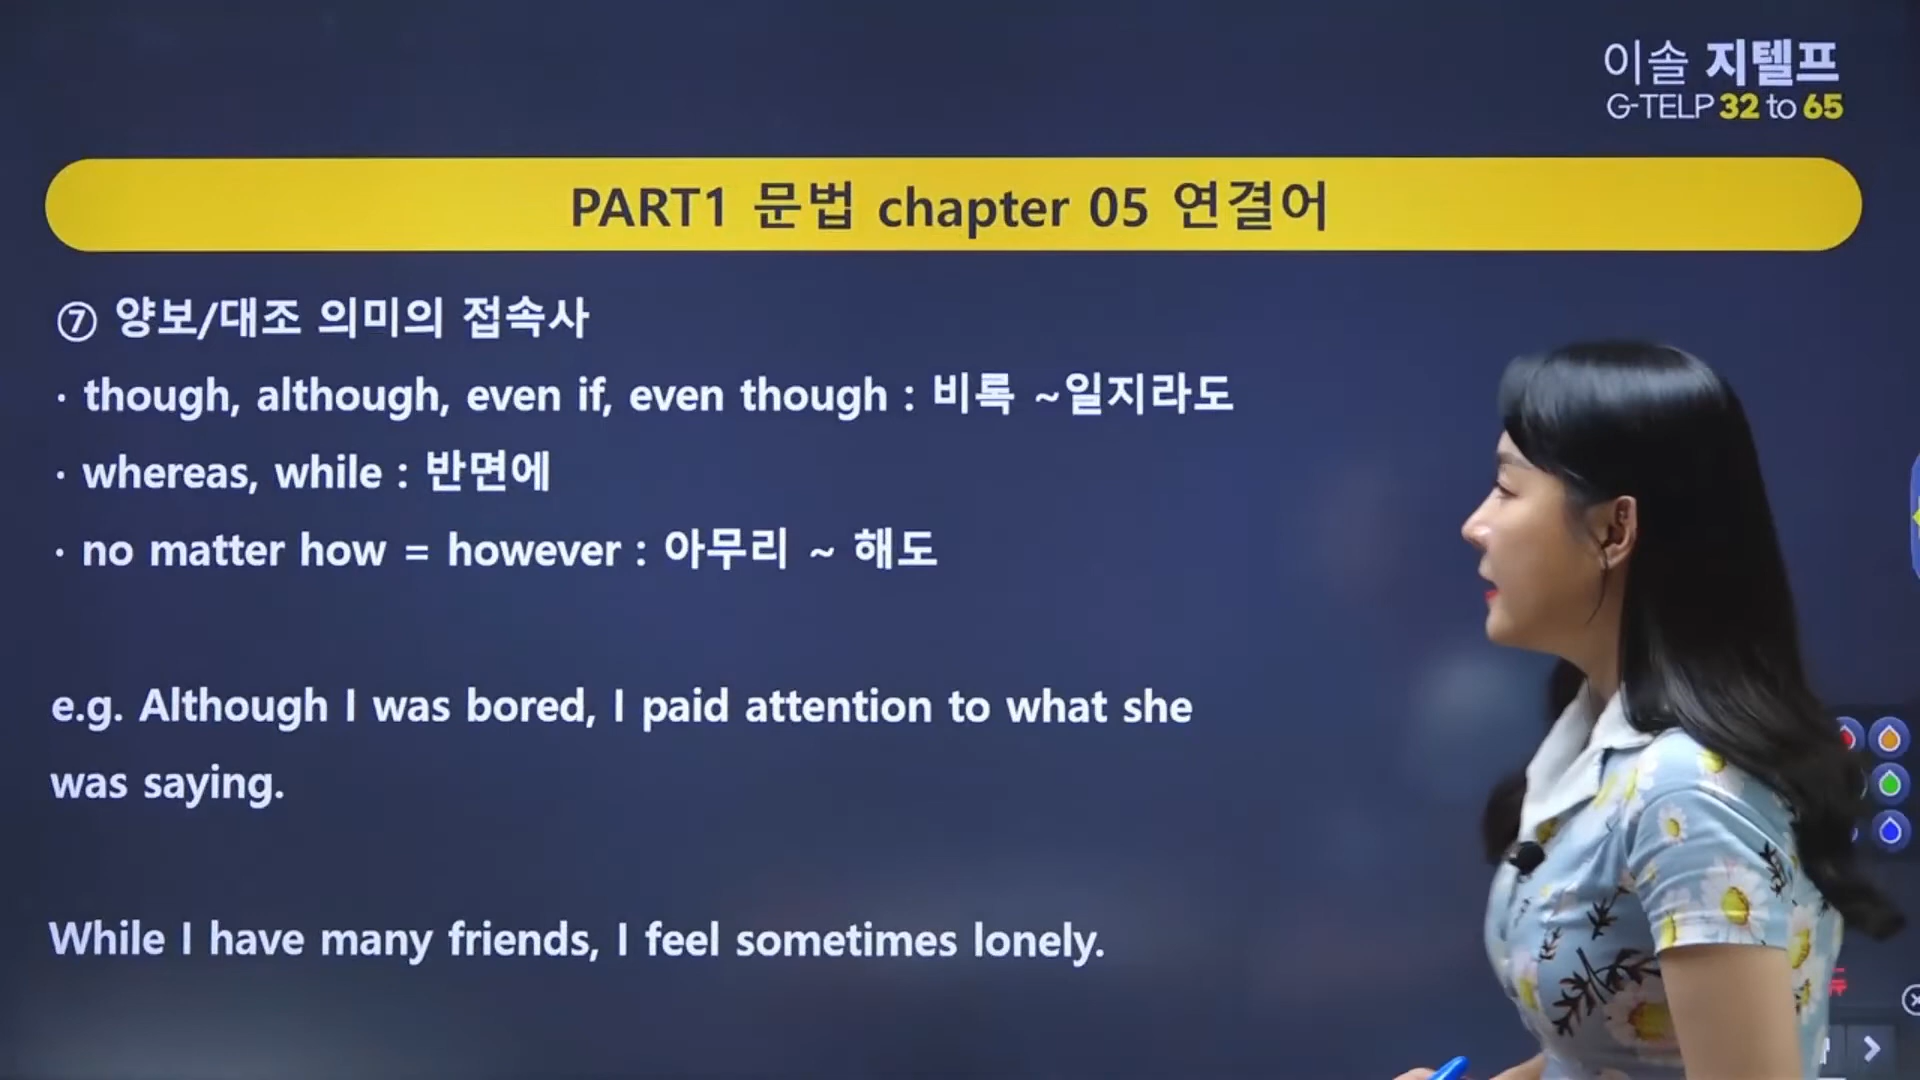 이솔 지텔프
G-TELP 32 to 65
PART1 문법 chapter 05 연결어
⑦ 양보/대조 의미의 접속사
· though, although, even if, even though : 비록 ~일지라도
· whereas, while : 반면에
· no matter how = however : 아무리 ~ 해도
e.g. Although I was bored, I paid attention to what she
was saying.
While I have many friends, I feel sometimes lonely.